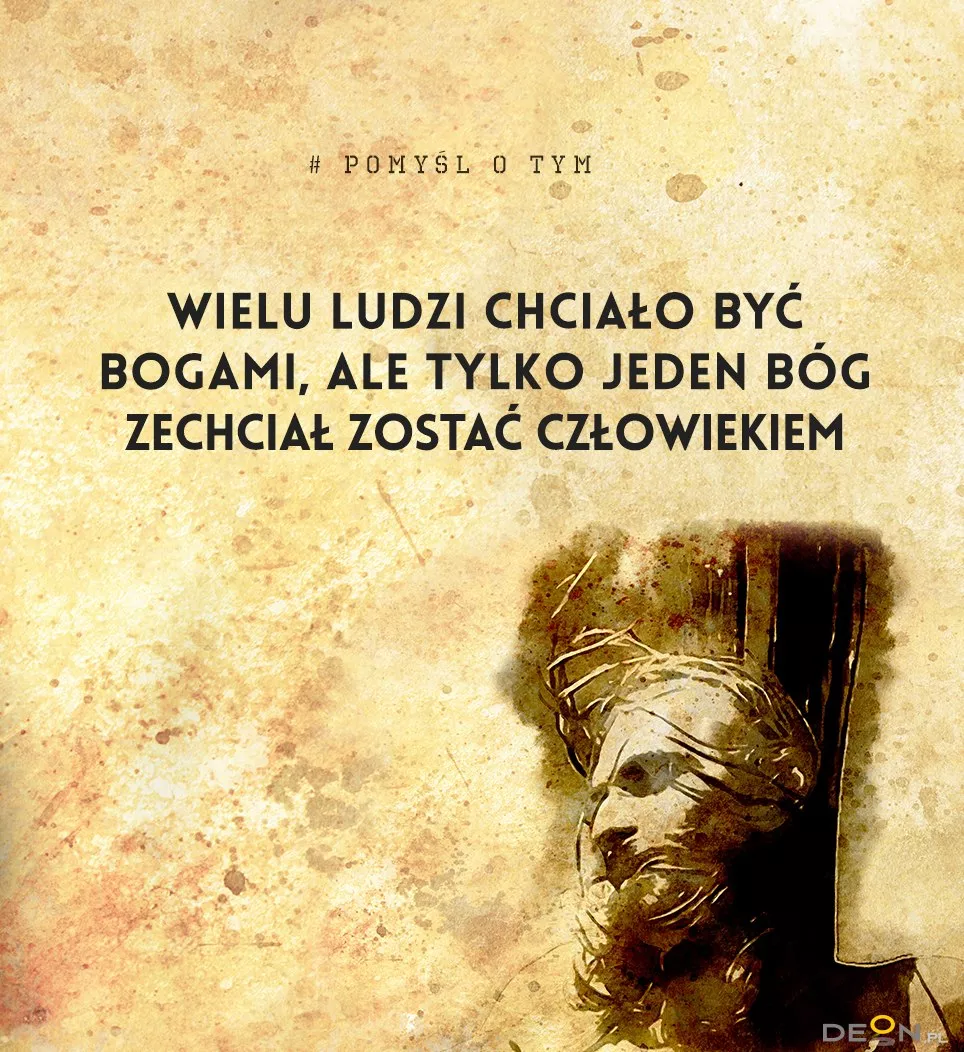 # POMYŚL O TYM
WIELU LUDZI CHCIAŁO BYĆ
BOGAMI, ALE TYLKO JEDEN BÓG
ZECHCIAŁ ZOSTAĆ CZŁOWIEKIEM
DEON.PL